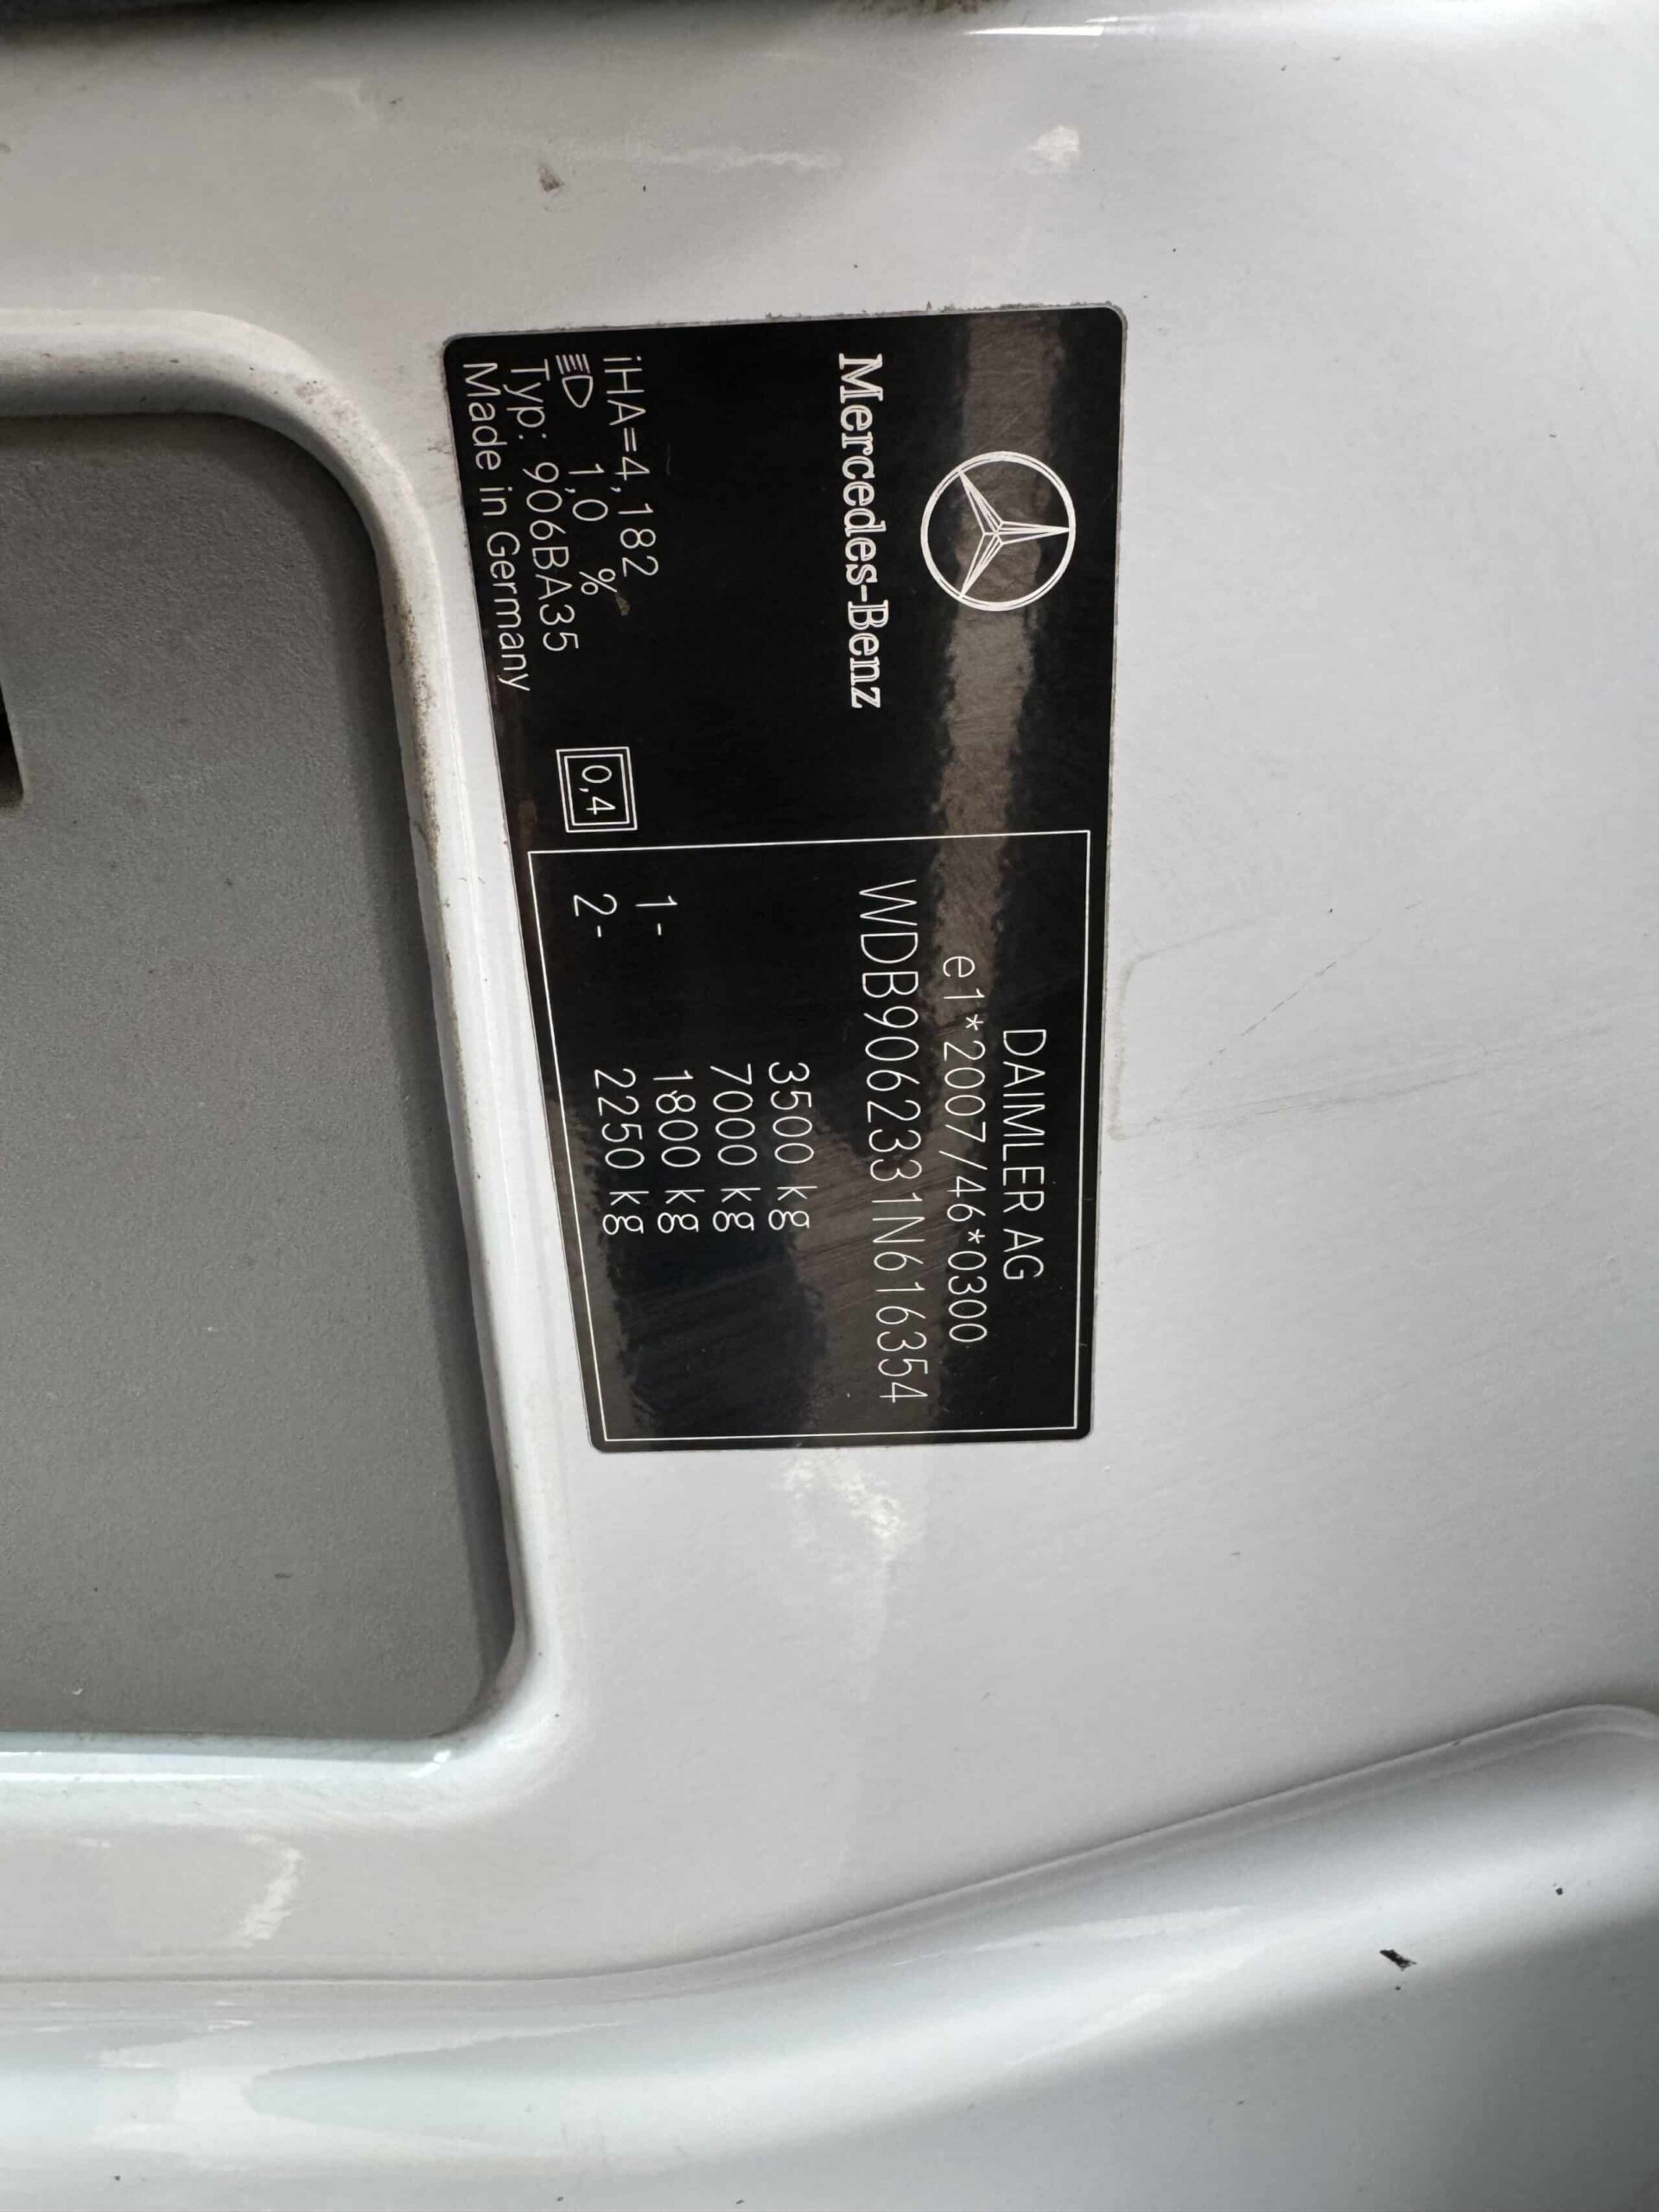 Mercedes-Benz
iHA=4,182
1,0 %
Typ: 906BA35
Made in Germany
0,4
DAIMLER AG
e1*2007/46*0300
WDB9062331N616354
3500 kg
7000 kg
1- 1800 kg
2- 2250 kg